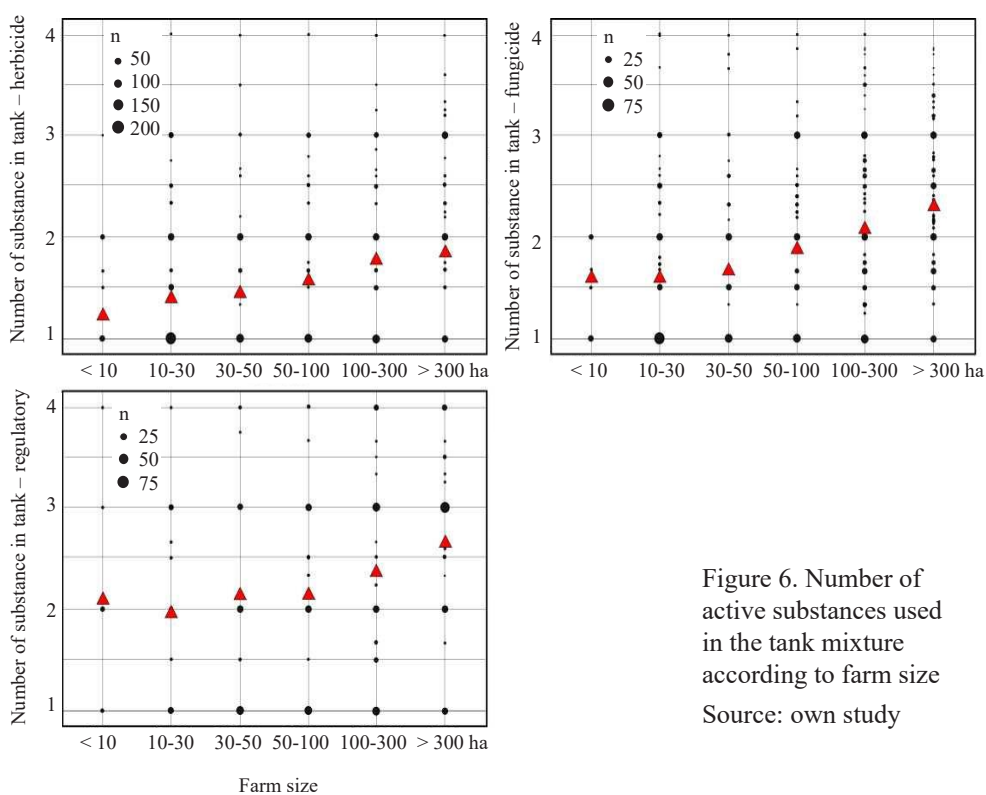 Number of substance in tank – herbicide
4
3
2
1
n
50
100
150
200
< 10 10-30 30-50 50-100 100-300 > 300 ha
Number of substance in tank – fungicide
4
3
2
1
n
25
50
75
< 10 10-30 30-50 50-100 100-300 > 300 ha
Number of substance in tank – regulatory
4
3
2
1
n
25
50
75
< 10 10-30 30-50 50-100 100-300 > 300 ha
Farm size
Figure 6. Number of
active substances used
in the tank mixture
according to farm size
Source: own study